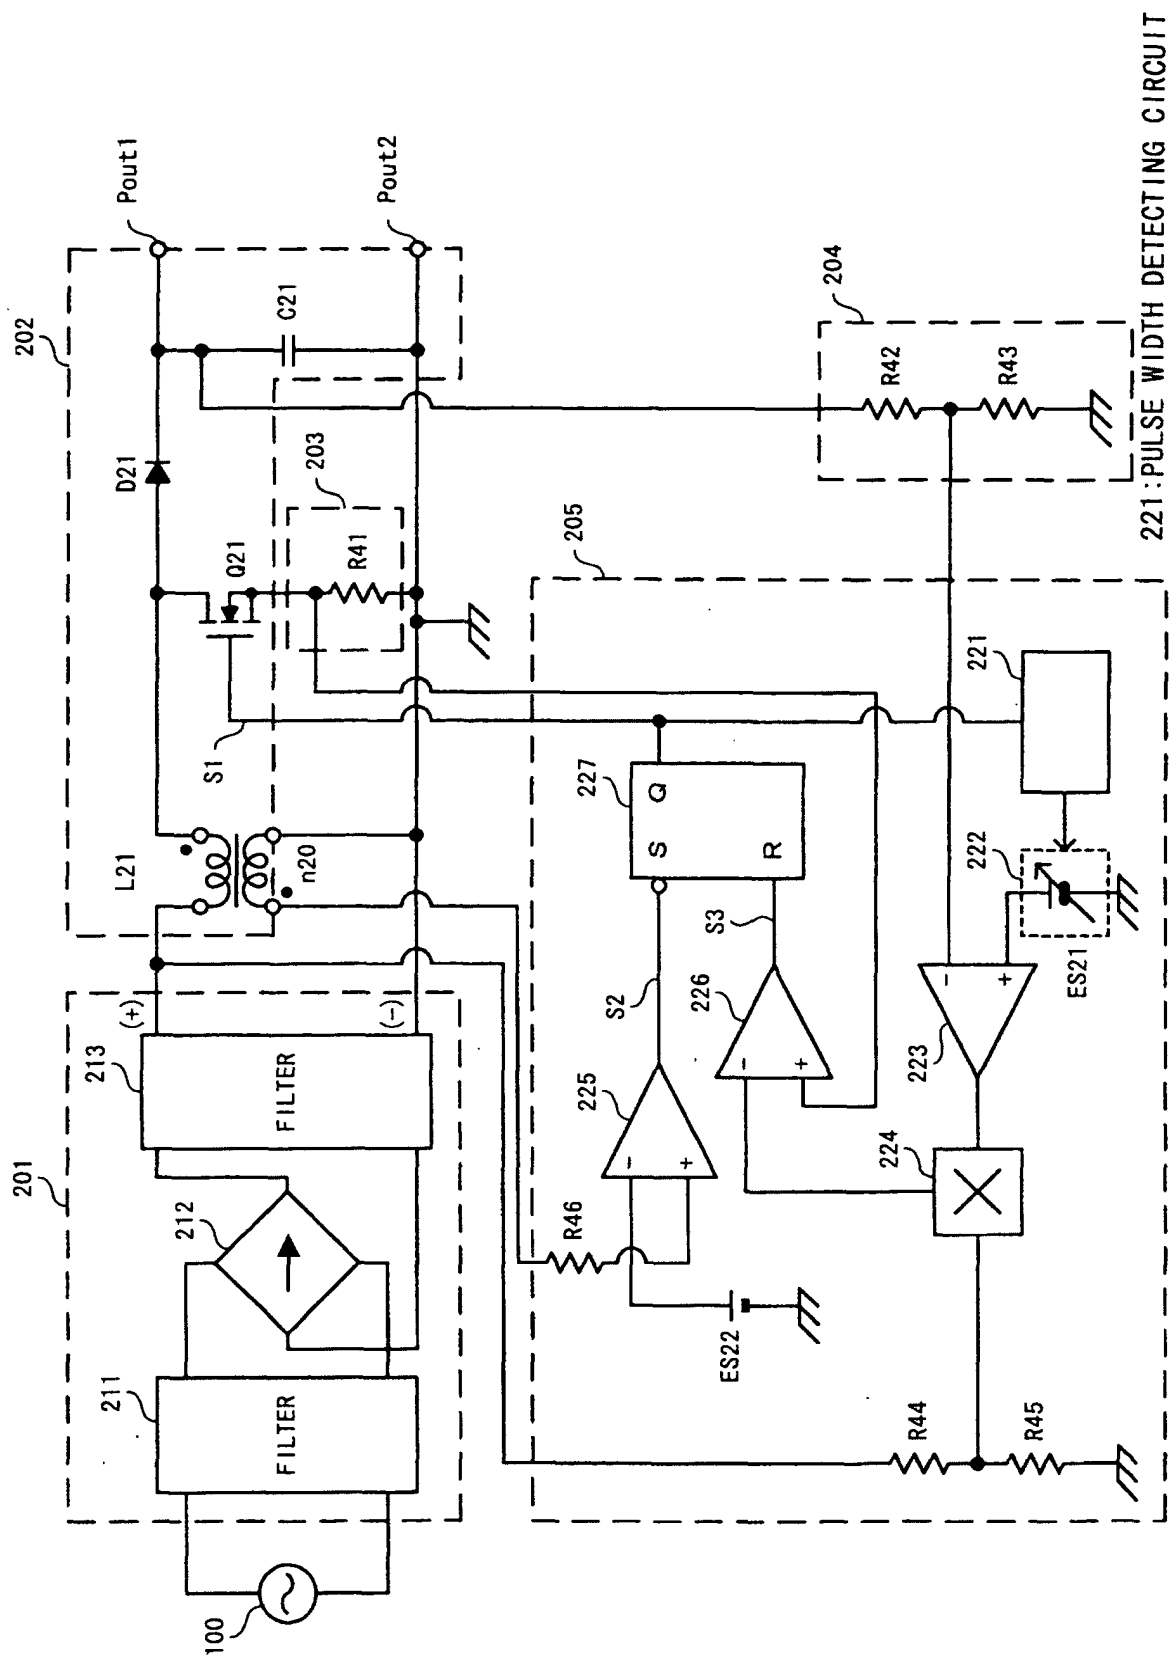 202
Pout1
Pout2
C21
D21
203
R41
Q21
S1
L21
n20
201
213
(+)
(-)
FILTER
212
211
FILTER
100
204
R42
R43
205
227
S
Q
R
221
222
ES21
S2
S3
225
-
+
226
-
+
223
-
+
224
R46
ES22
R44
R45
221:PULSE WIDTH DETECTING CIRCUIT